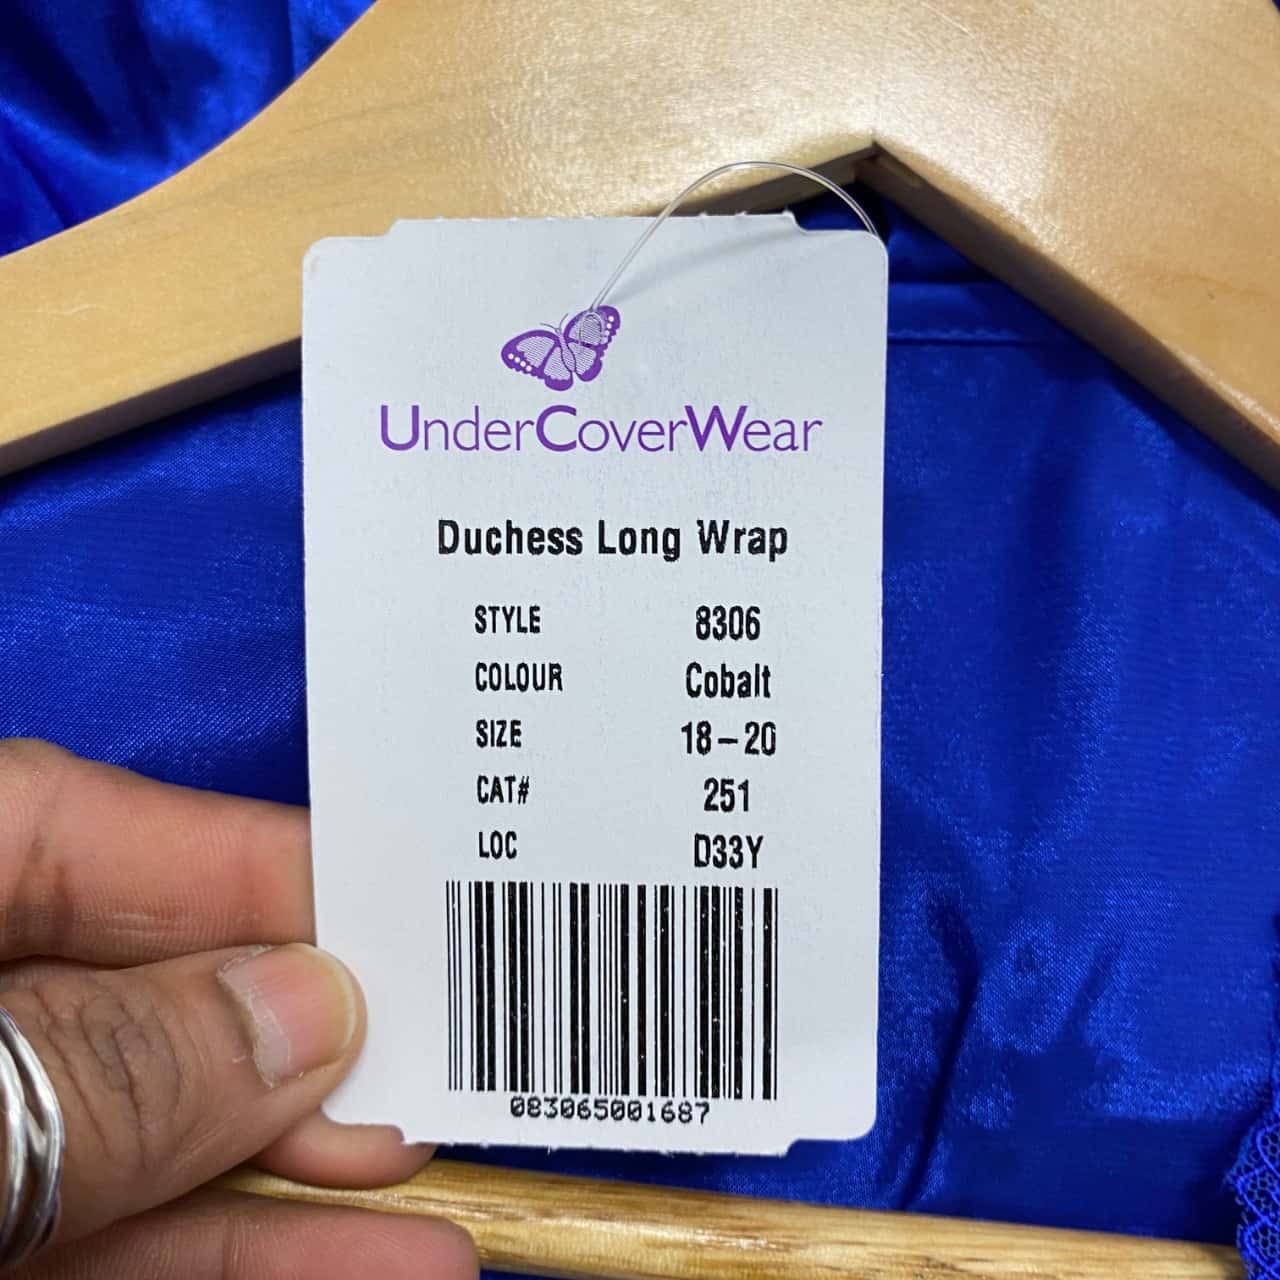 UnderCoverWear
Duchess Long Wrap
STYLE 8306
COLOUR Cobalt
SIZE 18-20
CAT# 251
LOC D33Y
083065001687